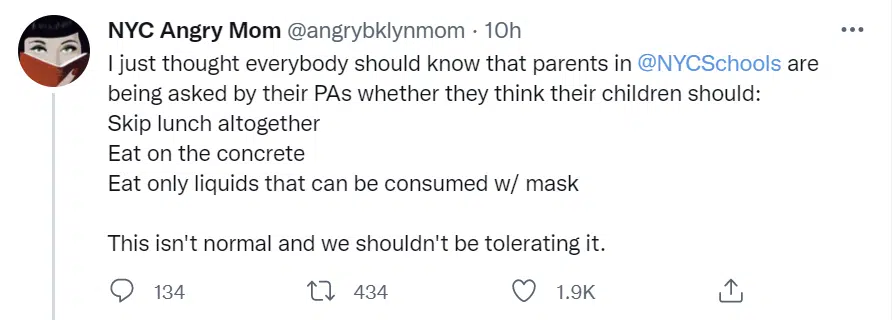 NYC Angry Mom @angrybklynmom · 10h
I just thought everybody should know that parents in @NYCSchools are
being asked by their PAs whether they think their children should:
Skip lunch altogether
Eat on the concrete
Eat only liquids that can be consumed w/ mask
This isn't normal and we shouldn't be tolerating it.
134 434 1.9K